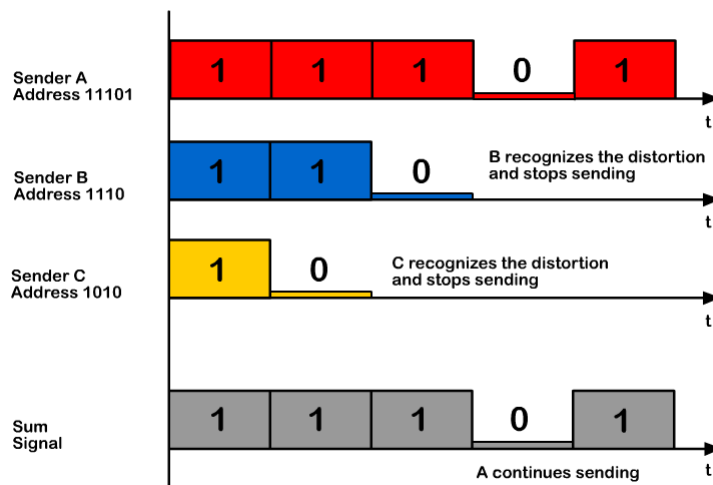 1 1 1 0 1
Sender A
Address 11101
t
1 1 0
B recognizes the distortion
and stops sending
Sender B
Address 1110
t
1 0
C recognizes the distortion
and stops sending
Sender C
Address 1010
t
1 1 1 0 1
Sum
Signal
t
A continues sending